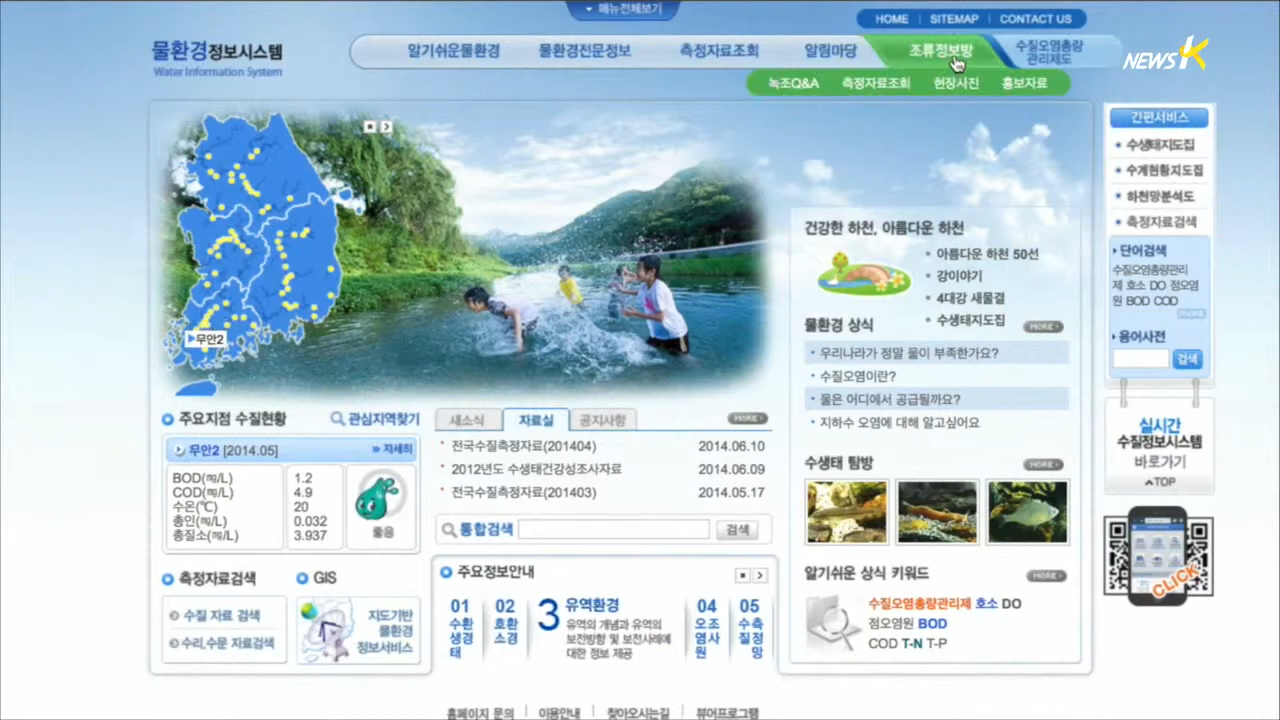 메뉴전체보기
HOME | SITEMAP | CONTACT US
물환경정보시스템
Water Information System
알기쉬운물환경
물환경전문정보
측정자료조회
알림마당
조류정보방
수질오염총량
관리제도
NEWS K
녹조Q&A
측정자료조회
현장사진
홍보자료
무안2
간편서비스
수생태지도집
수계현황지도집
하천망분석도
측정자료검색
단어검색
수질오염총량관리
제 호소 DO 점오염
원 BOD COD
more
용어사전
검색
실시간
수질정보시스템
바로가기
TOP
CLICK
건강한 하천, 아름다운 하천
아름다운 하천 50선
강이야기
4대강 새물결
수생태지도집
물환경 상식
MORE
우리나라가 정말 물이 부족한가요?
수질오염이란?
물은 어디에서 공급될까요?
지하수 오염에 대해 알고싶어요
수생태 탐방
MORE
알기쉬운 상식 키워드
MORE
수질오염총량관리제 호소 DO
점오염원 BOD
COD T-N T-P
주요지점 수질현황
관심지역찾기
무안2 [2014.05]
자세히
BOD(㎎/L) 1.2
COD(㎎/L) 4.9
수온(℃) 20
총인(㎎/L) 0.032
총질소(㎎/L) 3.937
좋음
새소식
자료실
공지사항
MORE
전국수질측정자료(201404) 2014.06.10
2012년도 수생태건강성조사자료 2014.06.09
전국수질측정자료(201403) 2014.05.17
통합검색
검색
측정자료검색
수질 자료 검색
수리,수문 자료검색
GIS
지도기반
물환경
정보서비스
주요정보안내
01
수환
생경
태
02
호환
소경
3
유역환경
유역의 개념과 유역의
보전방향 및 보전사례에
대한 정보 제공
04
오조
염사
원
05
수측
질정
망
홈페이지 문의 | 이용안내 | 찾아오시는길 | 뷰어프로그램